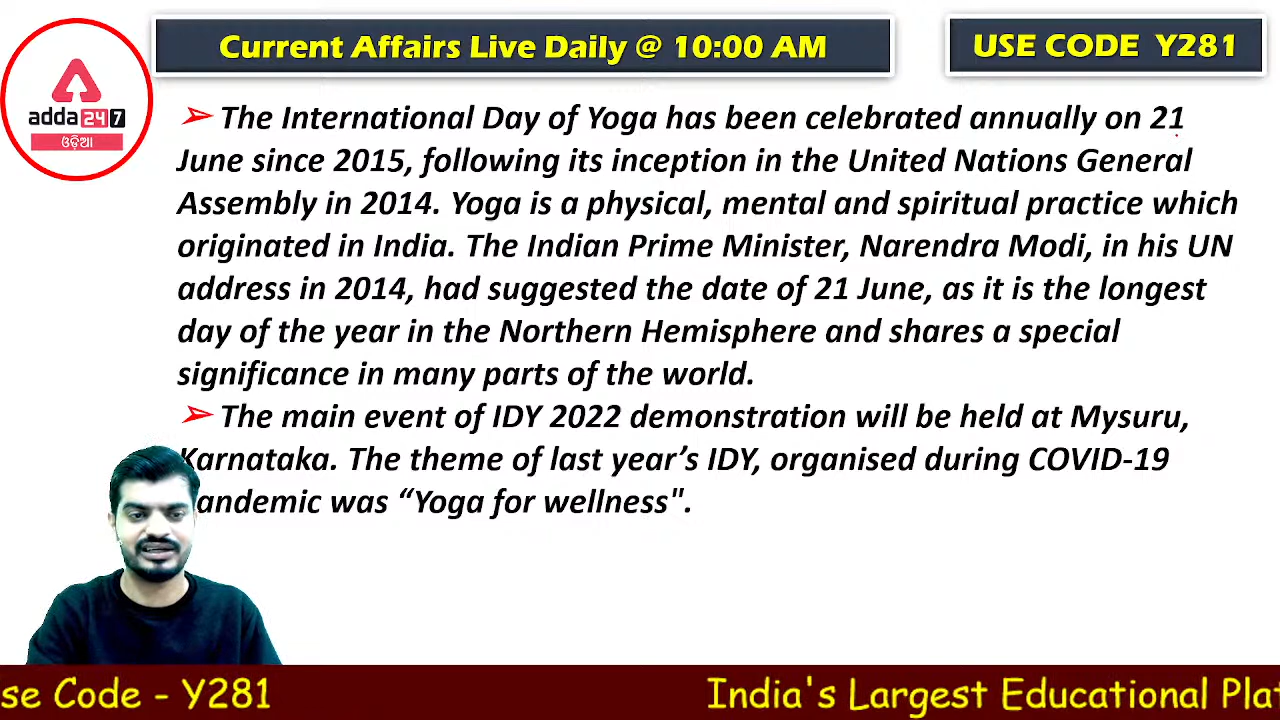 Current Affairs Live Daily @ 10:00 AM
USE CODE Y281
adda 24 7
ଓଡ଼ିଆ
➢ The International Day of Yoga has been celebrated annually on 21
June since 2015, following its inception in the United Nations General
Assembly in 2014. Yoga is a physical, mental and spiritual practice which
originated in India. The Indian Prime Minister, Narendra Modi, in his UN
address in 2014, had suggested the date of 21 June, as it is the longest
day of the year in the Northern Hemisphere and shares a special
significance in many parts of the world.
➢ The main event of IDY 2022 demonstration will be held at Mysuru,
Karnataka. The theme of last year’s IDY, organised during COVID-19
andemic was “Yoga for wellness".
se Code - Y281
India's Largest Educational Plat